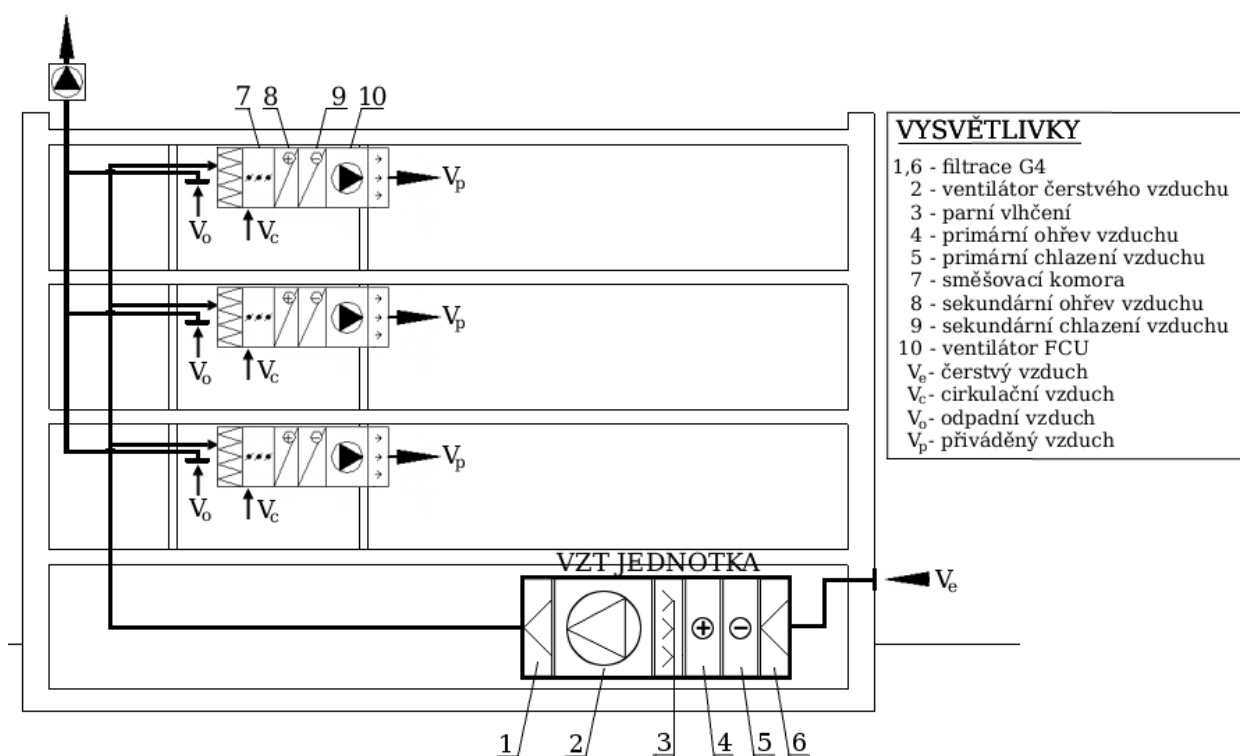 7 8 9 10
Vp
Vo Vc
Vp
Vo Vc
Vp
Vo Vc
VZT JEDNOTKA
Ve
1 2 3 4 5 6
VYSVĚTLIVKY
1,6 - filtrace G4
2 - ventilátor čerstvého vzduchu
3 - parní vlhčení
4 - primární ohřev vzduchu
5 - primární chlazení vzduchu
7 - směšovací komora
8 - sekundární ohřev vzduchu
9 - sekundární chlazení vzduchu
10 - ventilátor FCU
Ve- čerstvý vzduch
Vc- cirkulační vzduch
Vo- odpadní vzduch
Vp- přiváděný vzduch